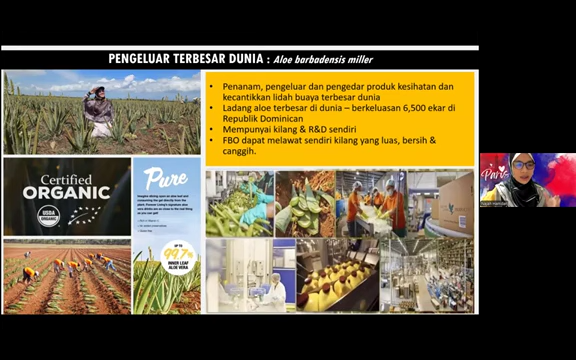 PENGELUAR TERBESAR DUNIA : Aloe barbadensis miller
• Penanam, pengeluar dan pengedar produk kesihatan dan
kecantikkan lidah buaya terbesar dunia
• Ladang aloe terbesar di dunia – berkeluasan 6,500 ekar di
Republik Dominican
• Mempunyai kilang & R&D sendiri
• FBO dapat melawat sendiri kilang yang luas, bersih &
canggih.
Certified
ORGANIC
USDA
ORGANIC
Pure
UP TO
99.7%
INNER LEAF
ALOE VERA
Paris